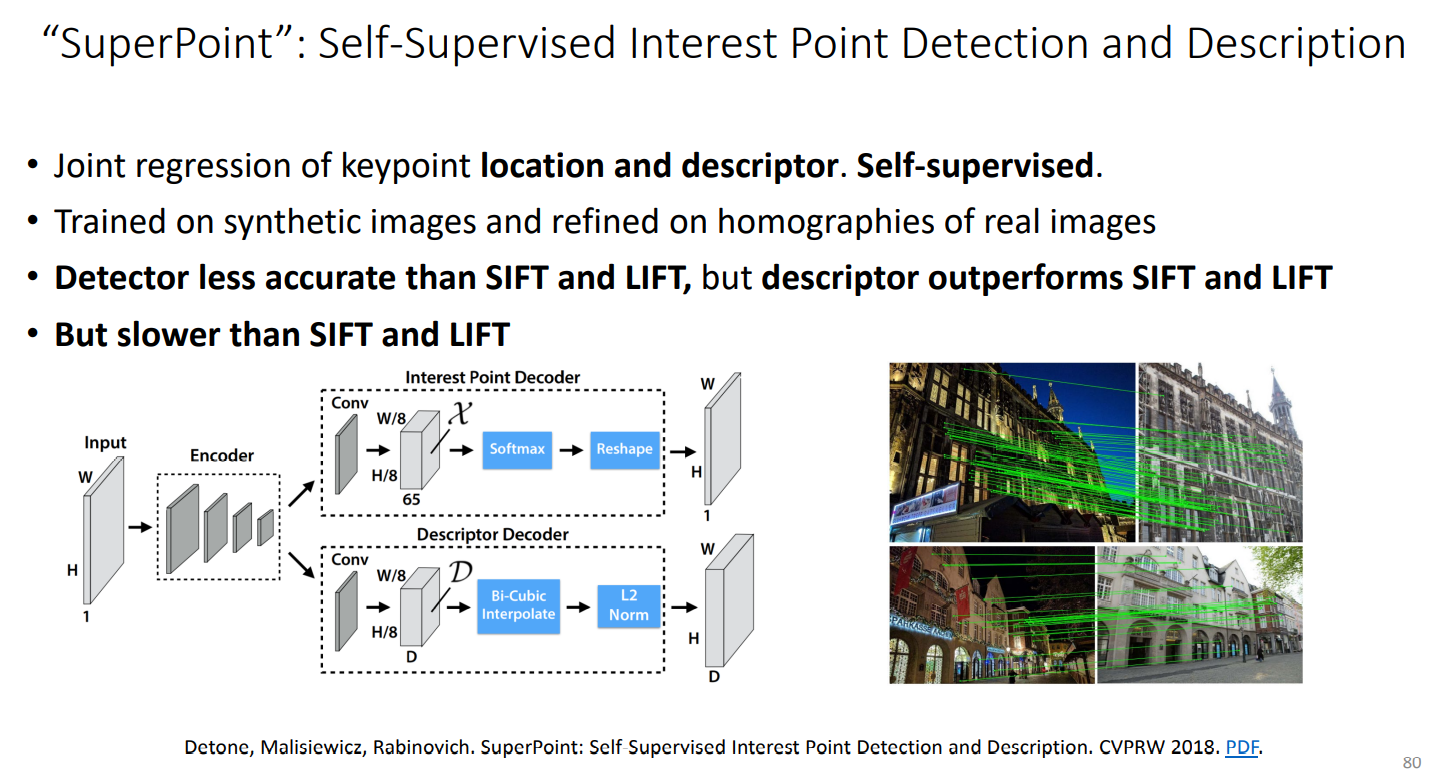 “SuperPoint”: Self-Supervised Interest Point Detection and Description
• Joint regression of keypoint location and descriptor. Self-supervised.
• Trained on synthetic images and refined on homographies of real images
• Detector less accurate than SIFT and LIFT, but descriptor outperforms SIFT and LIFT
• But slower than SIFT and LIFT
Input
W
H
1
Encoder
Interest Point Decoder
Conv
W/8
H/8
65
𝒳
Softmax
Reshape
W
H
1
Descriptor Decoder
Conv
W/8
H/8
D
𝒟
Bi-Cubic
Interpolate
L2
Norm
W
H
D
Detone, Malisiewicz, Rabinovich. SuperPoint: Self-Supervised Interest Point Detection and Description. CVPRW 2018. PDF.
80